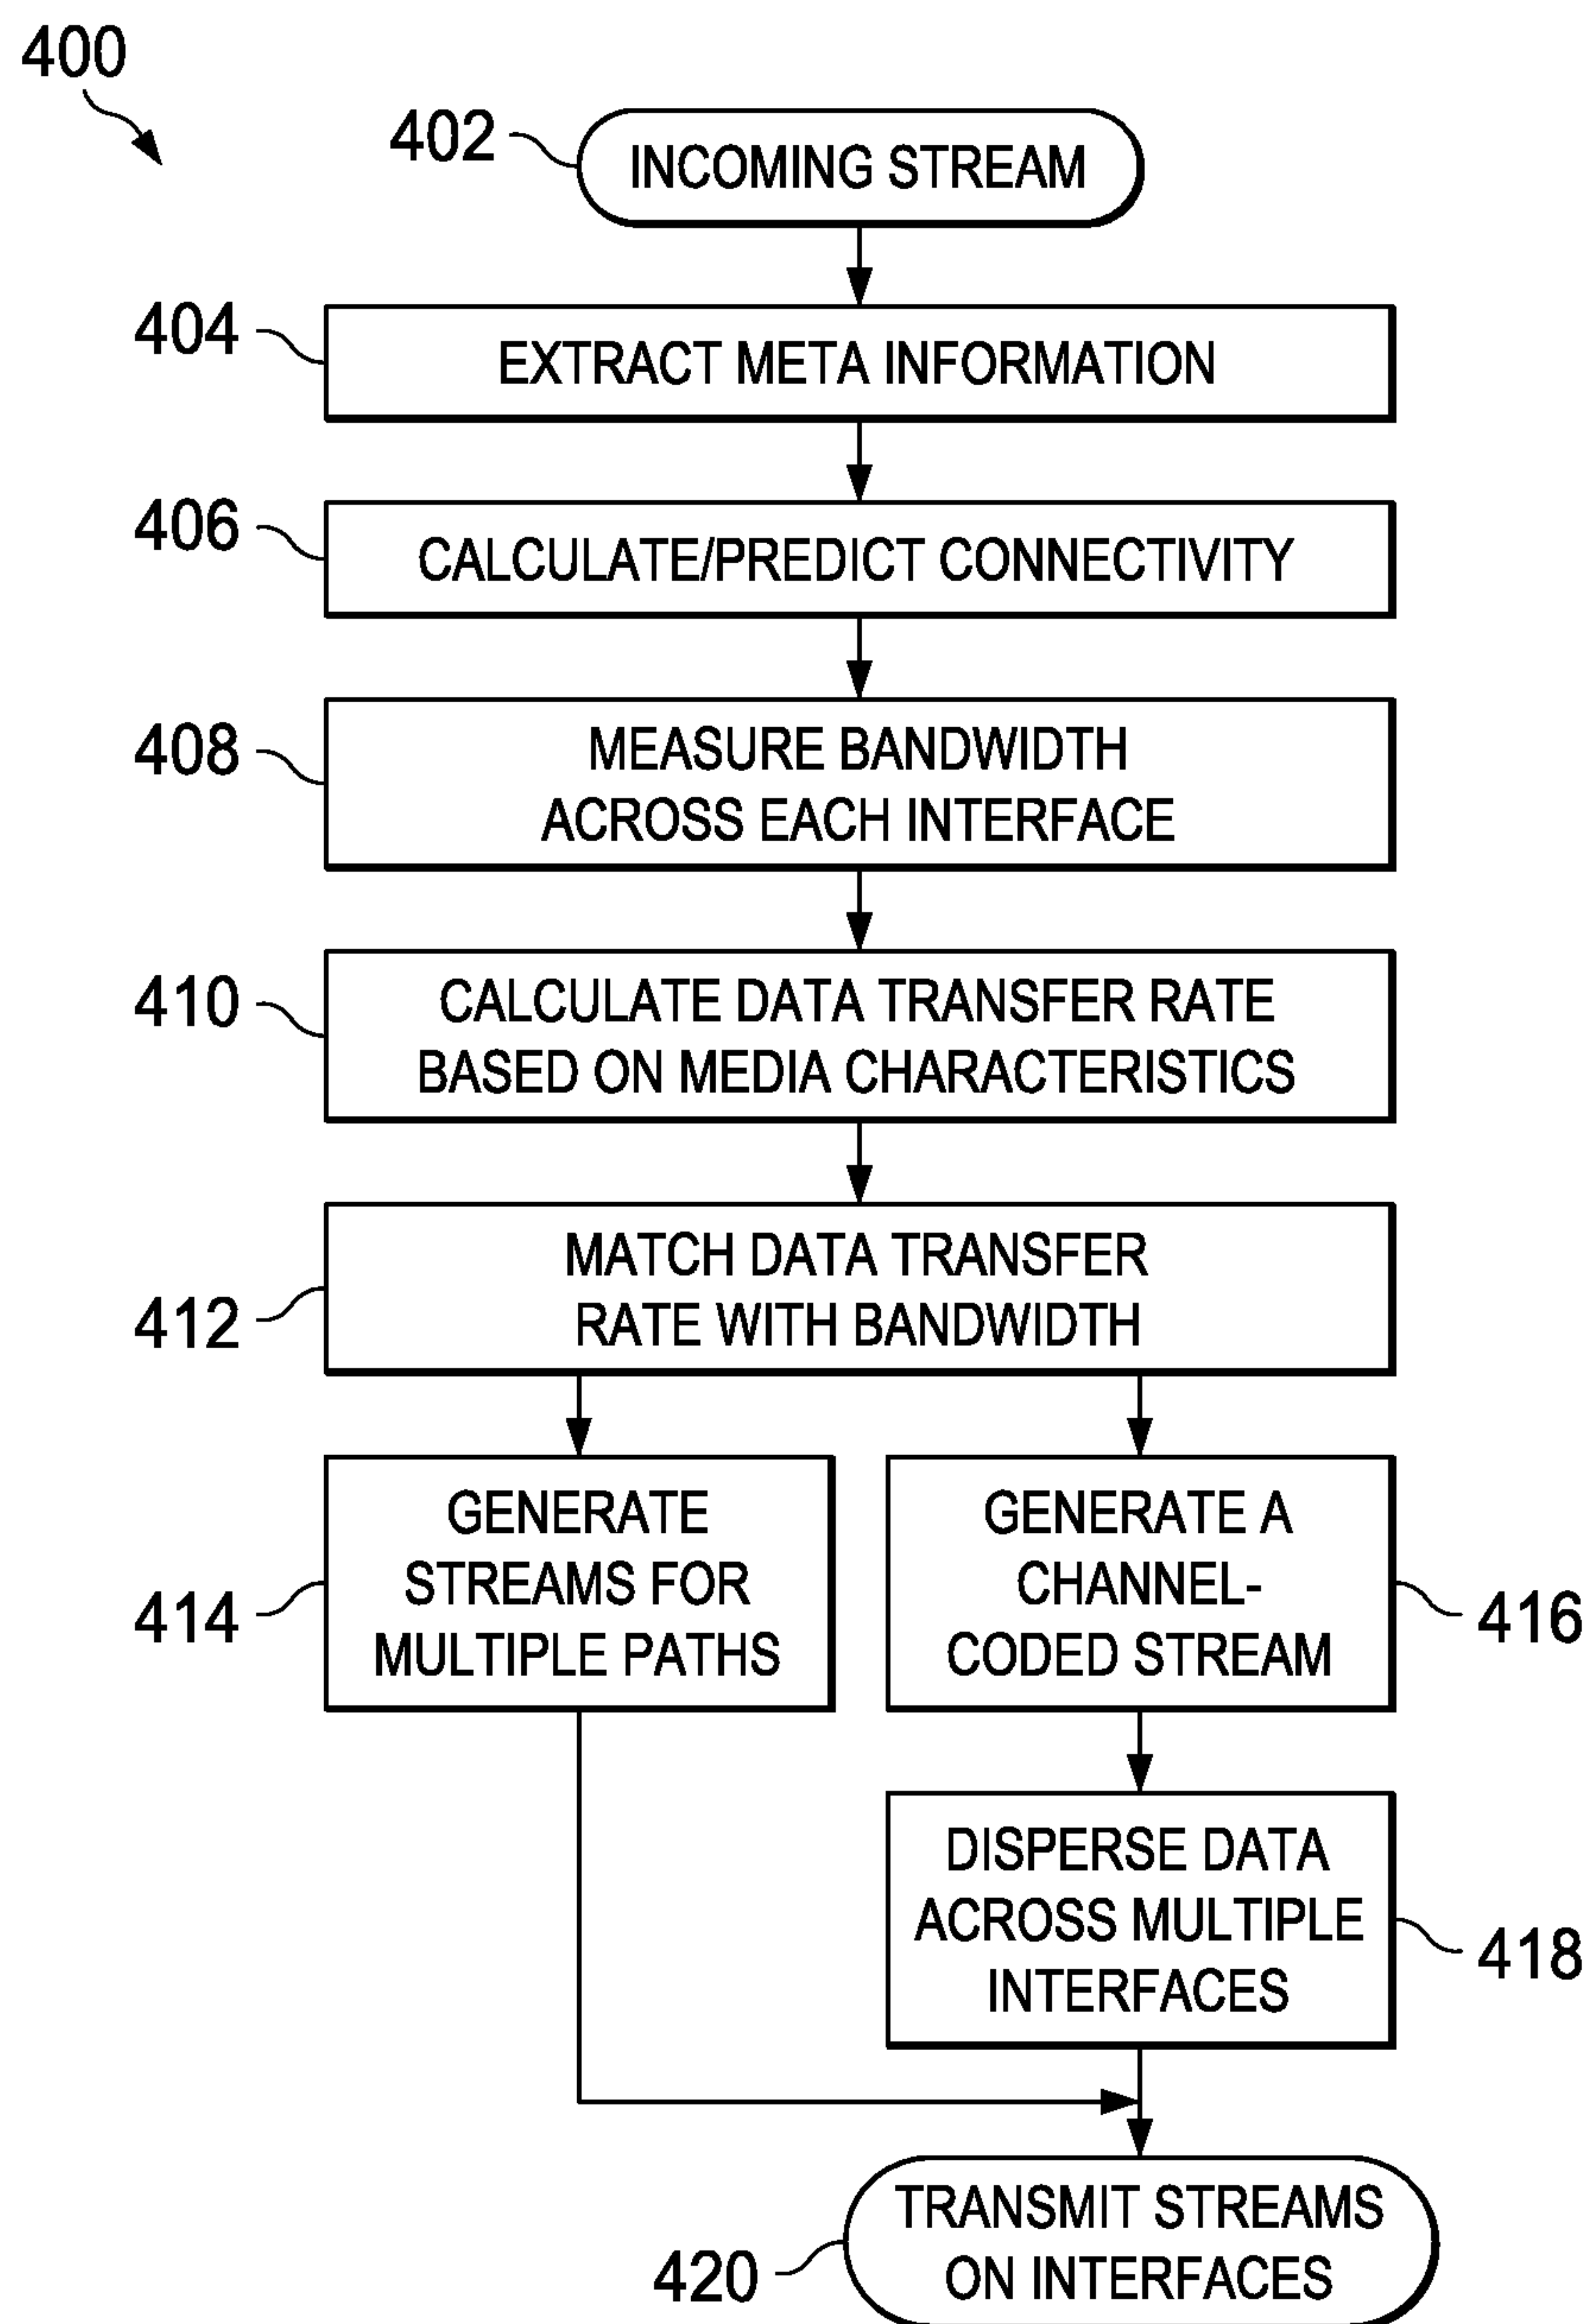 400
402
INCOMING STREAM
404
EXTRACT META INFORMATION
406
CALCULATE/PREDICT CONNECTIVITY
408
MEASURE BANDWIDTH
ACROSS EACH INTERFACE
410
CALCULATE DATA TRANSFER RATE
BASED ON MEDIA CHARACTERISTICS
412
MATCH DATA TRANSFER
RATE WITH BANDWIDTH
414
GENERATE
STREAMS FOR
MULTIPLE PATHS
GENERATE A
CHANNEL-
CODED STREAM
416
DISPERSE DATA
ACROSS MULTIPLE
INTERFACES
418
420
TRANSMIT STREAMS
ON INTERFACES